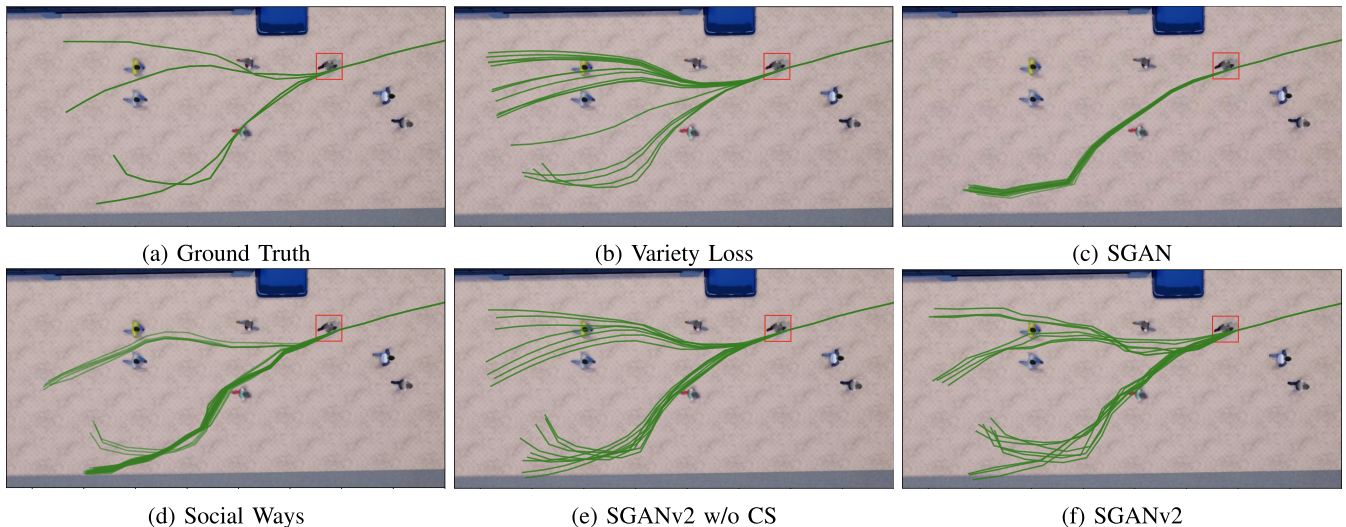 (a) Ground Truth
(b) Variety Loss
(c) SGAN
(d) Social Ways
(e) SGANv2 w/o CS
(f) SGANv2